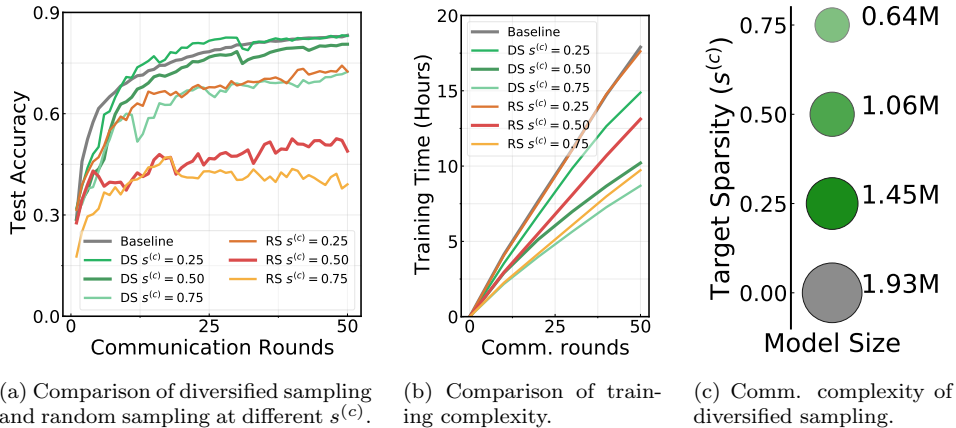 0.9
0.6
0.3
0.0
Test Accuracy
Baseline
DS s(c) = 0.25
DS s(c) = 0.50
DS s(c) = 0.75
RS s(c) = 0.25
RS s(c) = 0.50
RS s(c) = 0.75
0 25 50
Communication Rounds
20
15
10
5
0
Training Time (Hours)
Baseline
DS s(c) = 0.25
DS s(c) = 0.50
DS s(c) = 0.75
RS s(c) = 0.25
RS s(c) = 0.50
RS s(c) = 0.75
0 25 50
Comm. rounds
Target Sparsity (s(c))
0.75 0.64M
0.50 1.06M
0.25 1.45M
0.00 1.93M
Model Size
(a) Comparison of diversified sampling
and random sampling at different s(c).
(b) Comparison of train-
ing complexity.
(c) Comm. complexity of
diversified sampling.